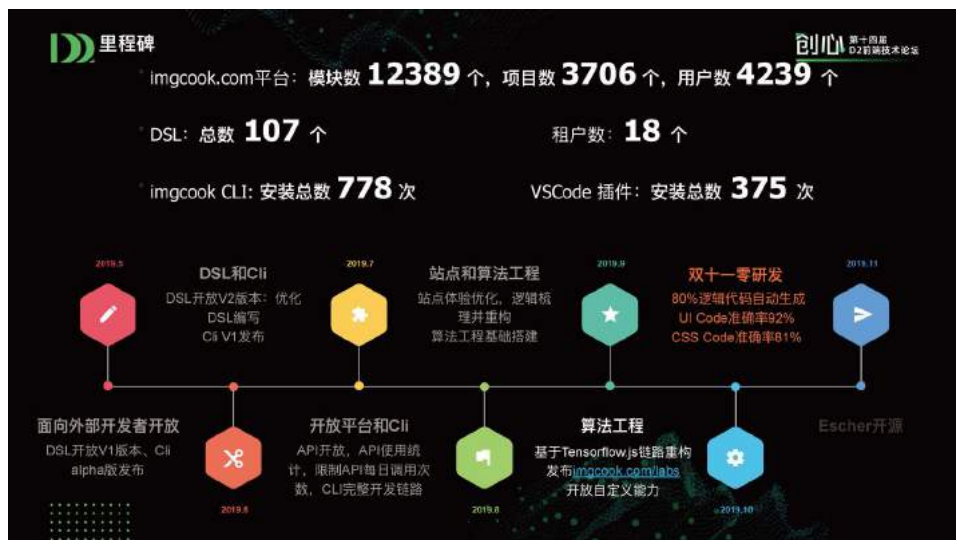 里程碑
创心 第十四届
D2前端技术论坛
imgcook.com平台：模块数 12389 个，项目数 3706 个，用户数 4239 个
DSL：总数 107 个
租户数：18 个
imgcook CLI: 安装总数 778 次
VSCode 插件：安装总数 375 次
2019.5
DSL和Cli
DSL开放V2版本：优化
DSL编写
Cli V1发布
2019.7
站点和算法工程
站点体验优化，逻辑梳
理并重构
算法工程基础搭建
2019.9
双十一零研发
80%逻辑代码自动生成
UI Code准确率92%
CSS Code准确率81%
2019.11
面向外部开发者开放
DSL开放V1版本、Cli
alpha版发布
2019.6
开放平台和Cli
API开放，API使用统
计，限制API每日调用次
数，CLI完整开发链路
2019.8
算法工程
基于Tensorflow.js链路重构
发布imgcook.com/labs
开放自定义能力
2019.10
Escher开源